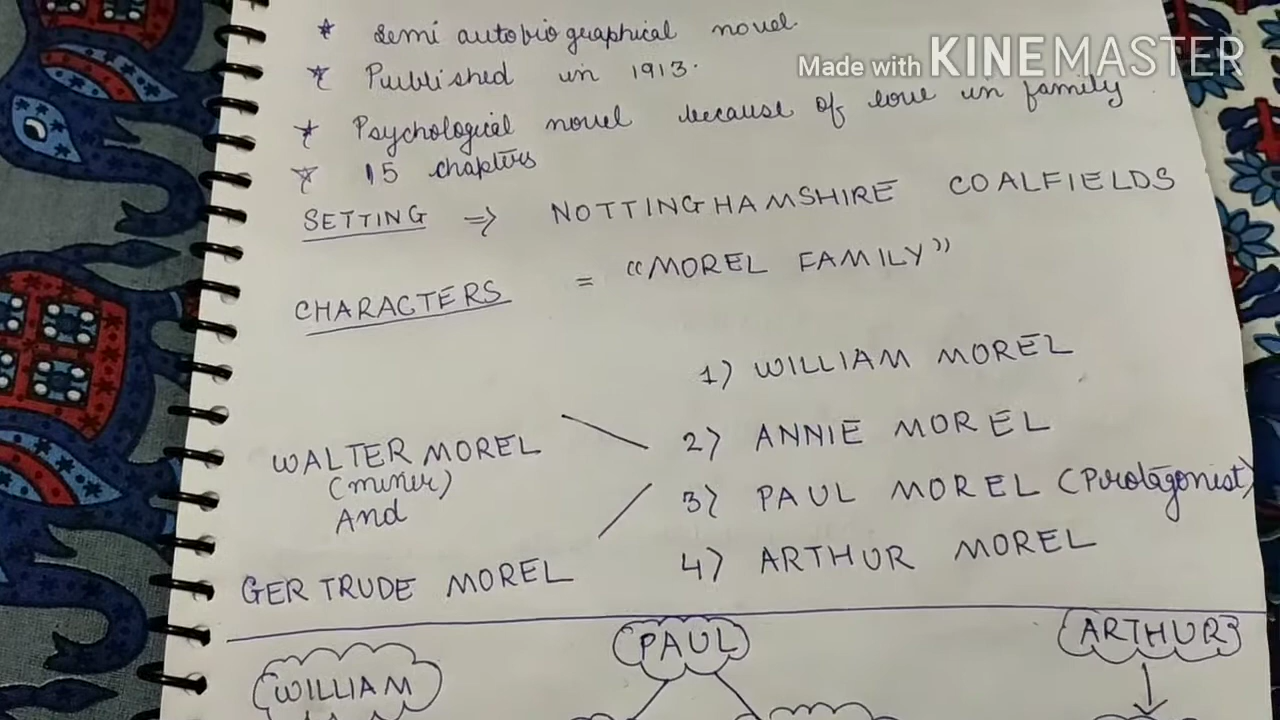 * Semi autobiographical novel
Made with KINEMASTER
* Published in 1913.
* Psychological novel because of love in family
* 15 chapters
SETTING ⇒ NOTTINGHAMSHIRE COALFIELDS
CHARACTERS = "MOREL FAMILY"
1) WILLIAM MOREL
WALTER MOREL
(miner)
And
GERTRUDE MOREL
2) ANNIE MOREL
3) PAUL MOREL (Protagonist)
4) ARTHUR MOREL
WILLIAM
PAUL
ARTHUR